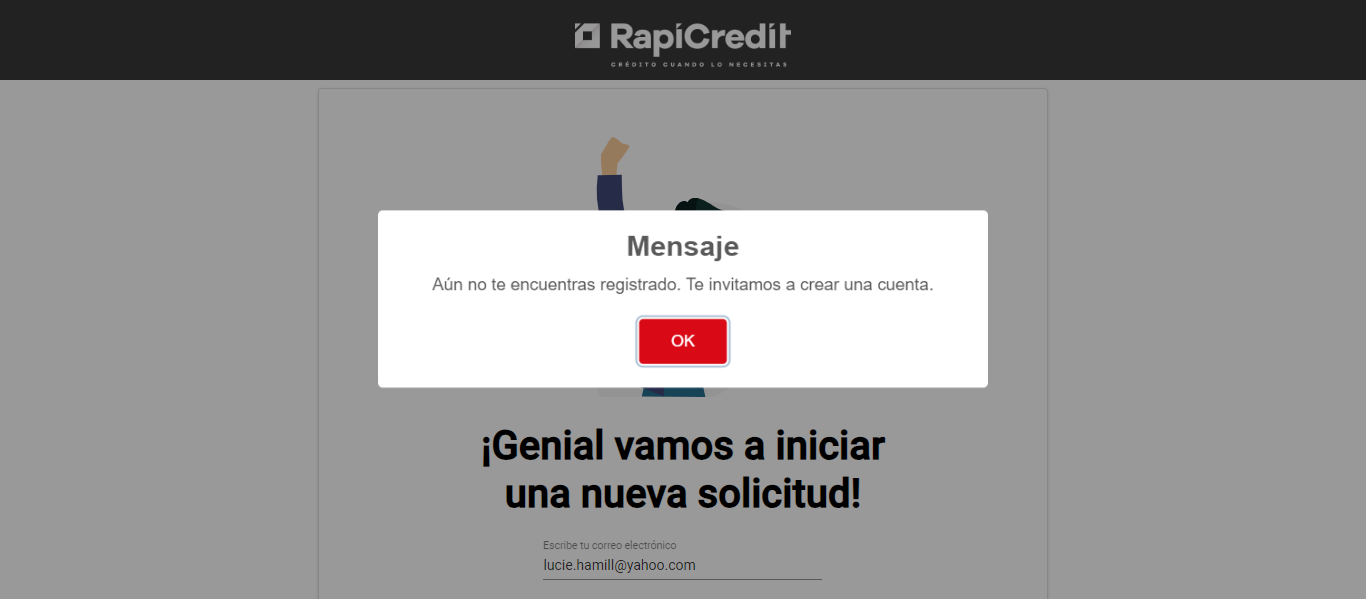 RapiCredit
CRÉDITO CUANDO LO NECESITAS
Mensaje
Aún no te encuentras registrado. Te invitamos a crear una cuenta.
OK
¡Genial vamos a iniciar
una nueva solicitud!
Escribe tu correo electrónico
lucie.hamill@yahoo.com